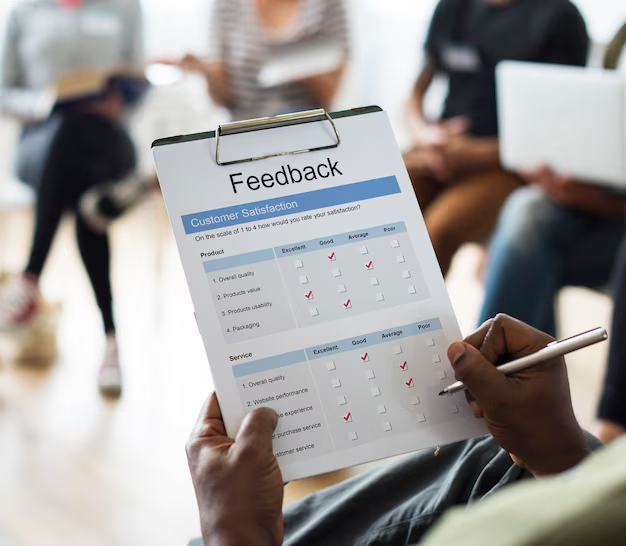 Feedback
Customer Satisfaction
On the scale of 1 to 4 how would you rate your satisfaction?
Product Excellent Good Average Poor
1. Overall quality
2. Products value
3. Products usability
4. Packaging
Service Excellent Good Average Poor
1. Overall quality
2. Website performance
experience
purchase service
service